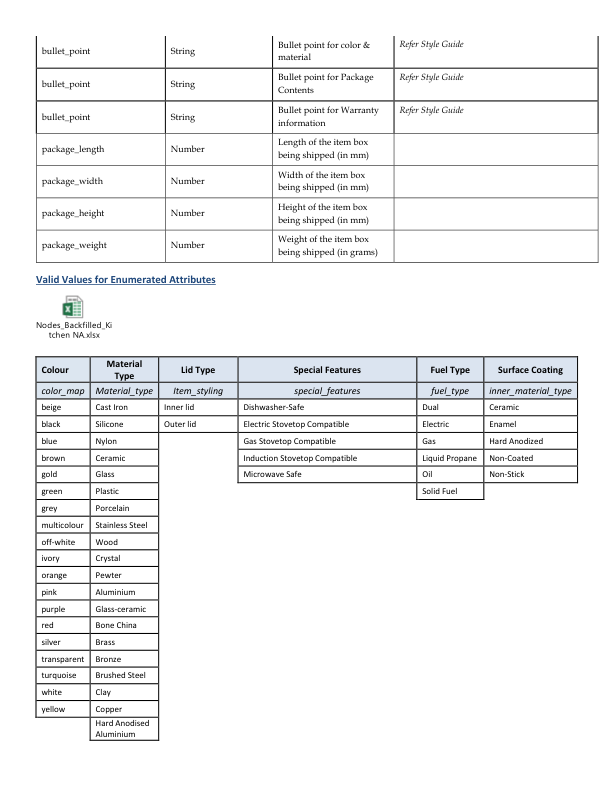 bullet_point String Bullet point for color & Refer Style Guide
material
bullet_point String Bullet point for Package Refer Style Guide
Contents
bullet_point String Bullet point for Warranty Refer Style Guide
information
package_length Number Length of the item box
being shipped (in mm)
package_width Number Width of the item box
being shipped (in mm)
package_height Number Height of the item box
being shipped (in mm)
package_weight Number Weight of the item box
being shipped (in grams)
Valid Values for Enumerated Attributes
Nodes_Backfilled_Ki
tchen NA.xlsx
Colour Material Type Lid Type Special Features Fuel Type Surface Coating
color_map Material_type Item_styling special_features fuel_type inner_material_type
beige Cast Iron Inner lid Dishwasher-Safe Dual Ceramic
black Silicone Outer lid Electric Stovetop Compatible Electric Enamel
blue Nylon Gas Stovetop Compatible Gas Hard Anodized
brown Ceramic Induction Stovetop Compatible Liquid Propane Non-Coated
gold Glass Microwave Safe Oil Non-Stick
green Plastic Solid Fuel
grey Porcelain
multicolour Stainless Steel
off-white Wood
ivory Crystal
orange Pewter
pink Aluminium
purple Glass-ceramic
red Bone China
silver Brass
transparent Bronze
turquoise Brushed Steel
white Clay
yellow Copper
Hard Anodised
Aluminium